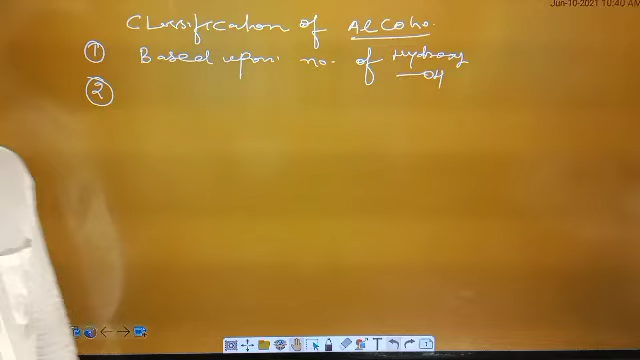 Jun-10-2021 10:40 AM
Classification of Alcoho.
① Based upon no. of Hydroxy
—OH
②